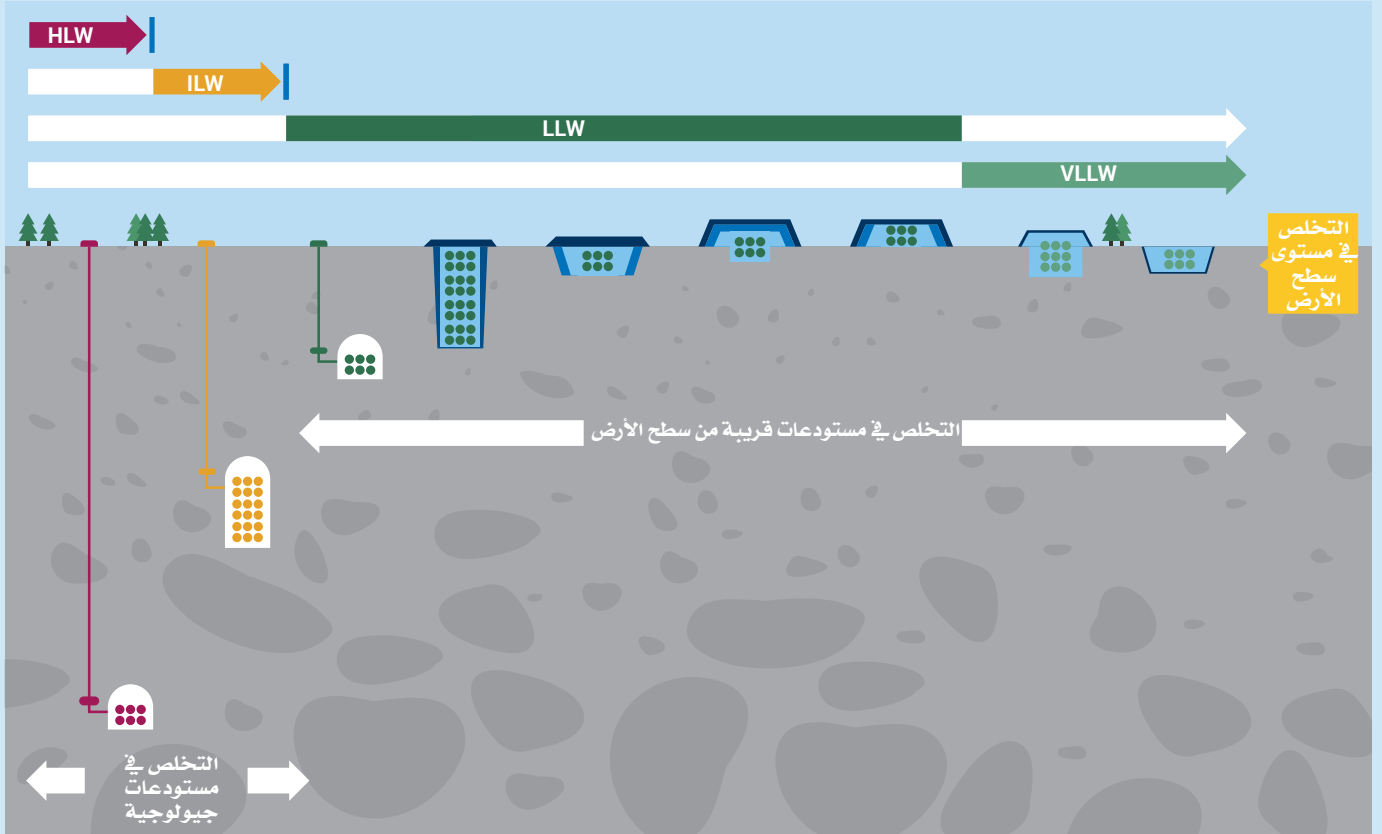 HLW
ILW
LLW
VLLW
التخلص
في مستوى
سطح
الأرض
التخلص في مستودعات قريبة من سطح الأرض
التخلص في
مستودعات
جيولوجية